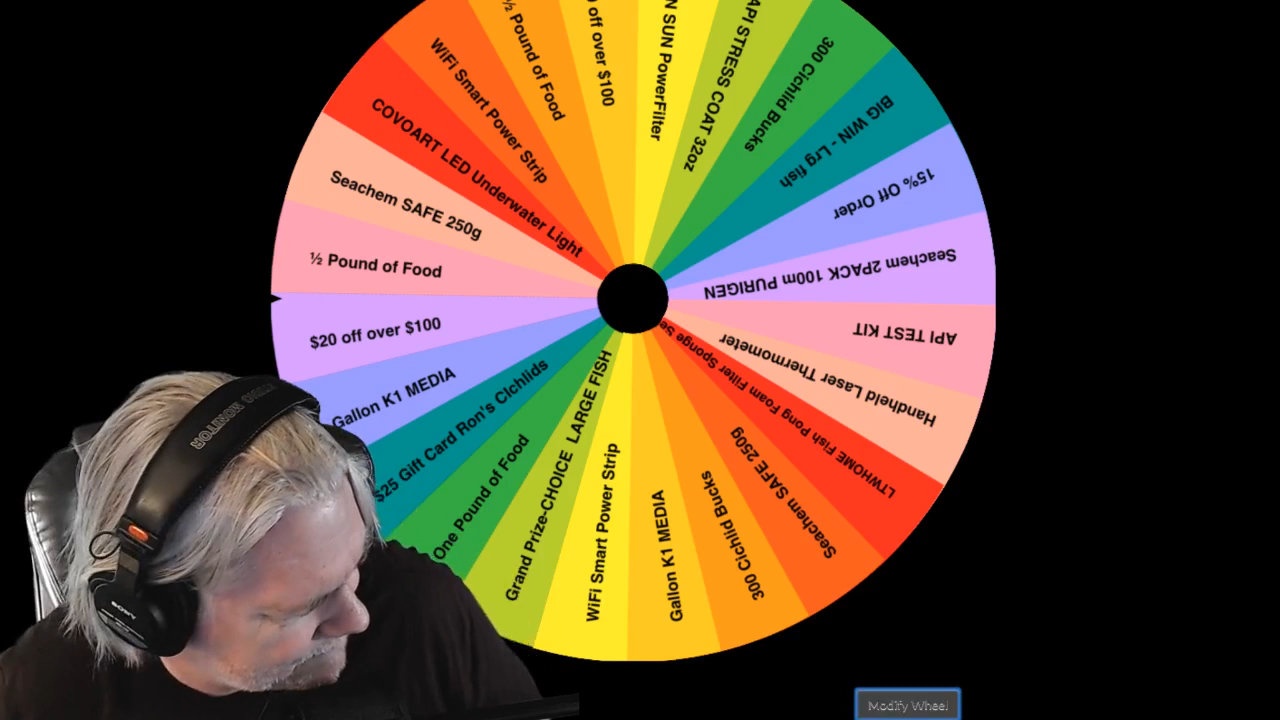 ½ Pound of Food
off over $100
N SUN PowerFilter
API STRESS COAT 32oz
300 Cichlid Bucks
BIG WIN - Lrg fish
15% Off Order
Seachem 2PACK 100m PURIGEN
API TEST KIT
Handheld Laser Thermometer
LTWHOME Fish Pong Foam Filter Sponge Se
Seachem SAFE 250g
300 Cichlid Bucks
Gallon K1 MEDIA
WiFi Smart Power Strip
Grand Prize-CHOICE LARGE FISH
One Pound of Food
$25 Gift Card Ron's CIchlids
Gallon K1 MEDIA
$20 off over $100
½ Pound of Food
Seachem SAFE 250g
COVOART LED Underwater Light
WiFi Smart Power Strip
MONITOR
SONY
Modify Wheel